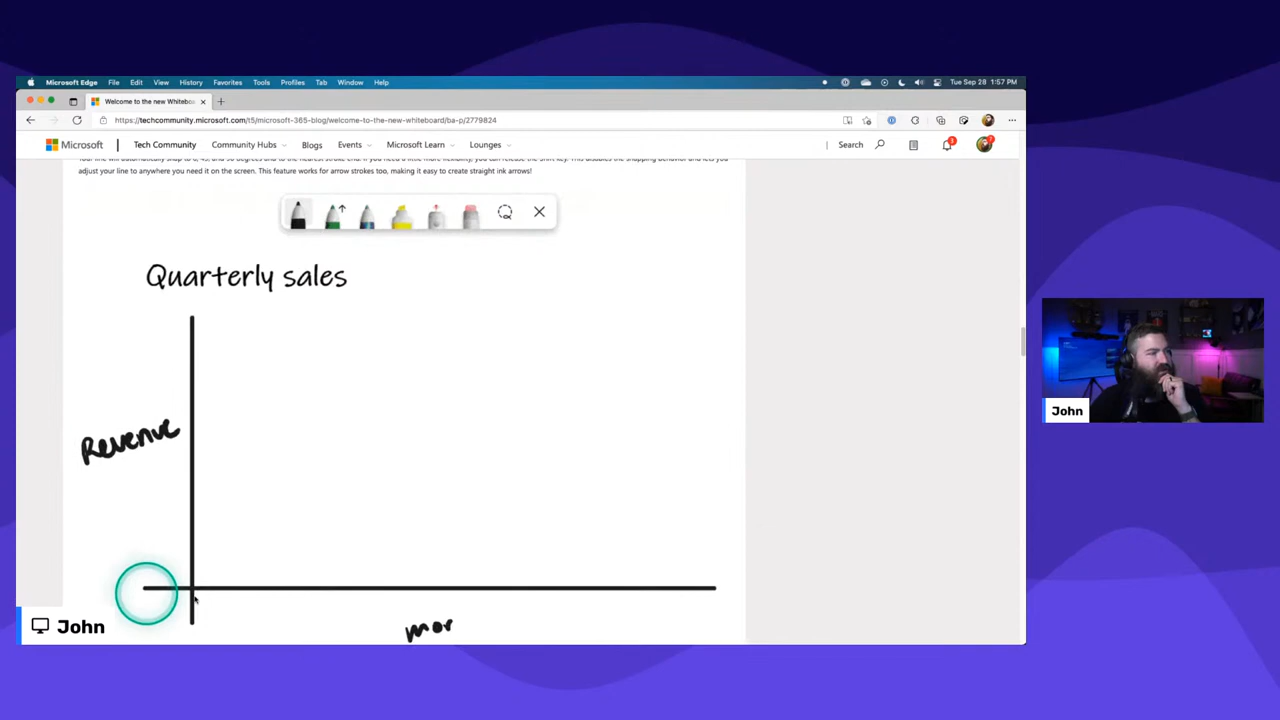 Microsoft Edge File Edit View History Favorites Tools Profiles Tab Window Help
Tue Sep 28 1:57 PM
Welcome to the new Whiteboa
https://techcommunity.microsoft.com/t5/microsoft-365-blog/welcome-to-the-new-whiteboard/ba-p/2779824
Microsoft Tech Community Community Hubs Blogs Events Microsoft Learn Lounges Search
adjust your line to anywhere you need it on the screen. This feature works for arrow strokes too, making it easy to create straight ink arrows!
Quarterly sales
Revenue
mor
John
John